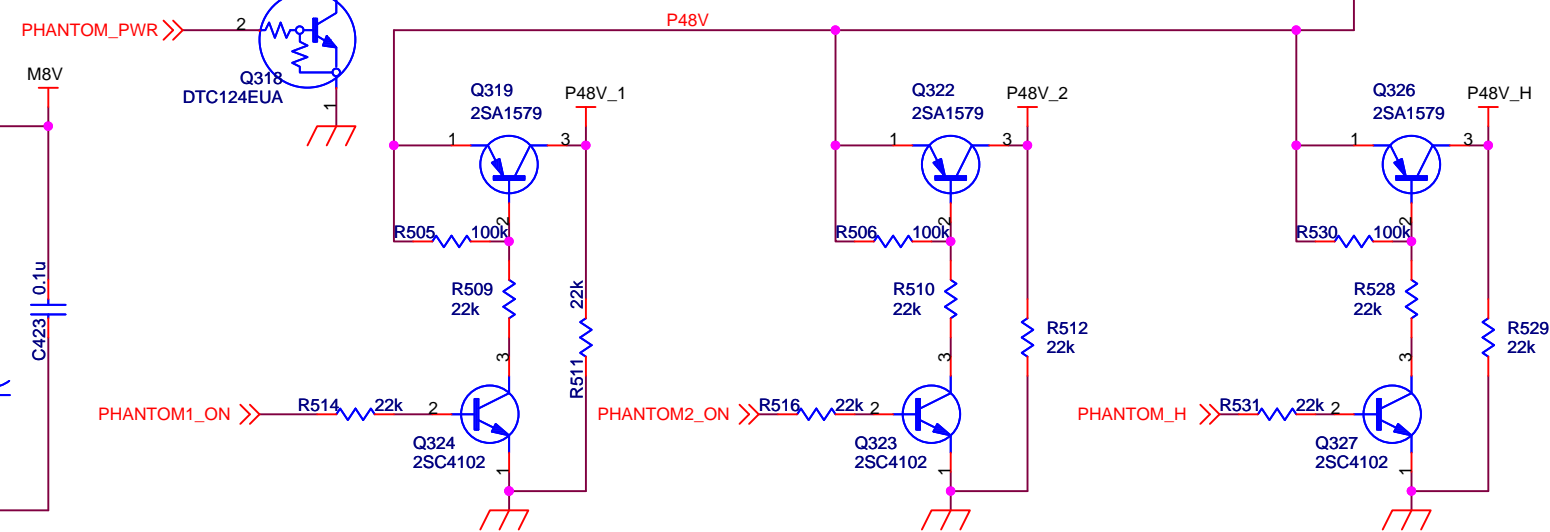 PHANTOM_PWR
2
Q318
DTC124EUA
1
M8V
0.1u
C423
P48V
Q319
2SA1579
P48V_1
1
3
2
R505
100k
R509
22k
22k
R511
3
PHANTOM1_ON
R514
22k
2
Q324
2SC4102
1
Q322
2SA1579
P48V_2
1
3
2
R506
100k
R510
22k
R512
22k
3
PHANTOM2_ON
R516
22k
2
Q323
2SC4102
1
Q326
2SA1579
P48V_H
1
3
2
R530
100k
R528
22k
R529
22k
3
PHANTOM_H
R531
22k
2
Q327
2SC4102
1